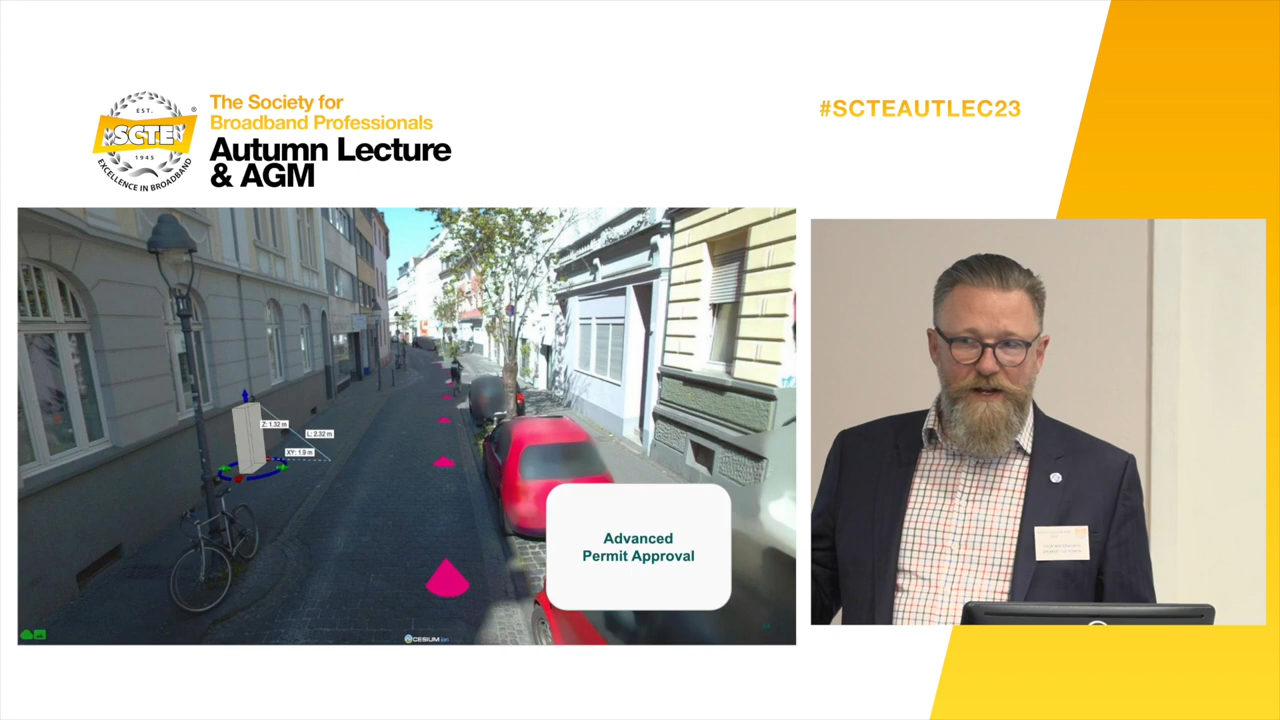 EST.
SCTE
®
1945
EXCELLENCE IN BROADBAND
The Society for
Broadband Professionals
Autumn Lecture
& AGM
#SCTEAUTLEC23
Z: 1.32 m
L: 2.32 m
XY: 1.9 m
Advanced
Permit Approval
CESIUM ion